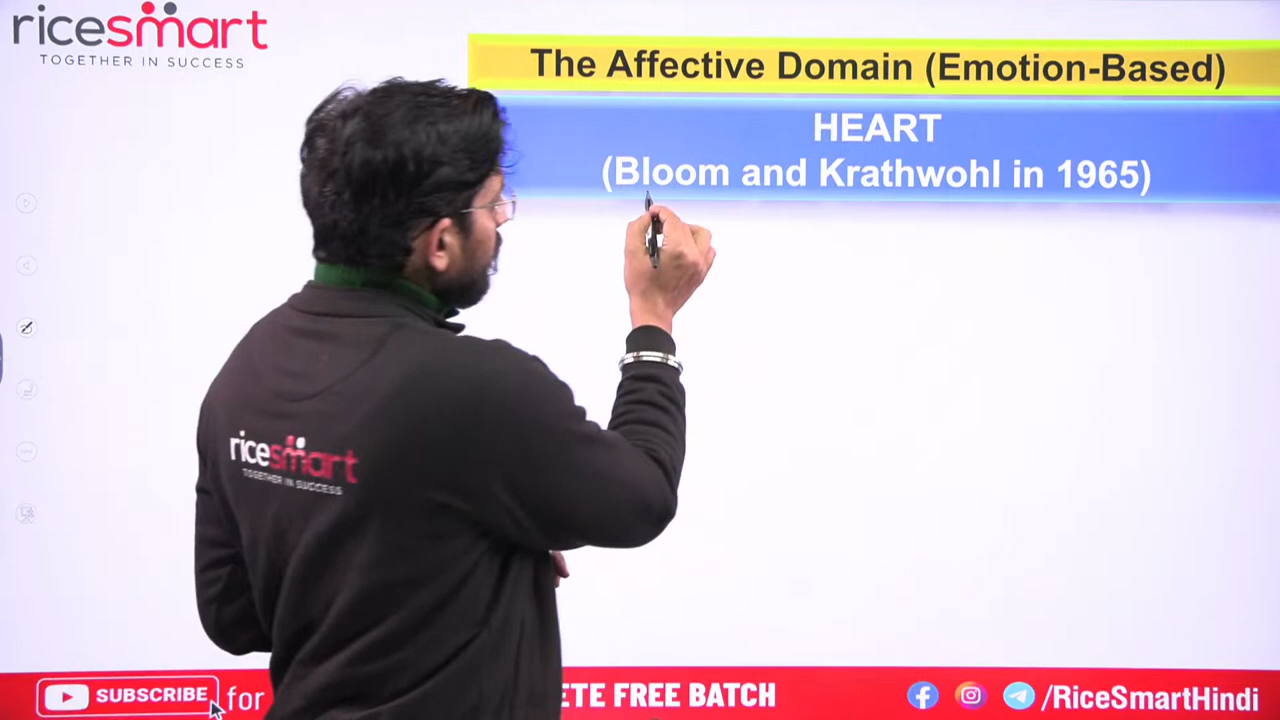 ricesmart
TOGETHER IN SUCCESS
The Affective Domain (Emotion-Based)
HEART
(Bloom and Krathwohl in 1965)
ricesmart
TOGETHER IN SUCCESS
SUBSCRIBE for
FREE BATCH
/RiceSmartHindi